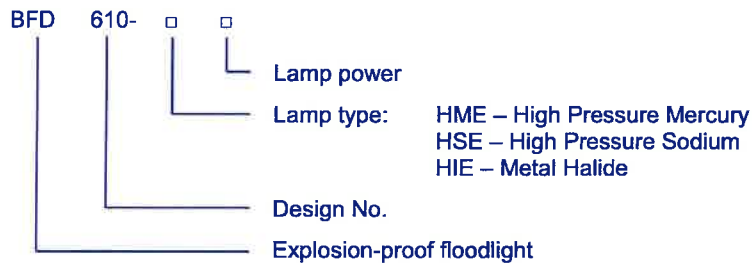 BFD 610- □ □
Lamp power
Lamp type: HME – High Pressure Mercury
HSE – High Pressure Sodium
HIE – Metal Halide
Design No.
Explosion-proof floodlight